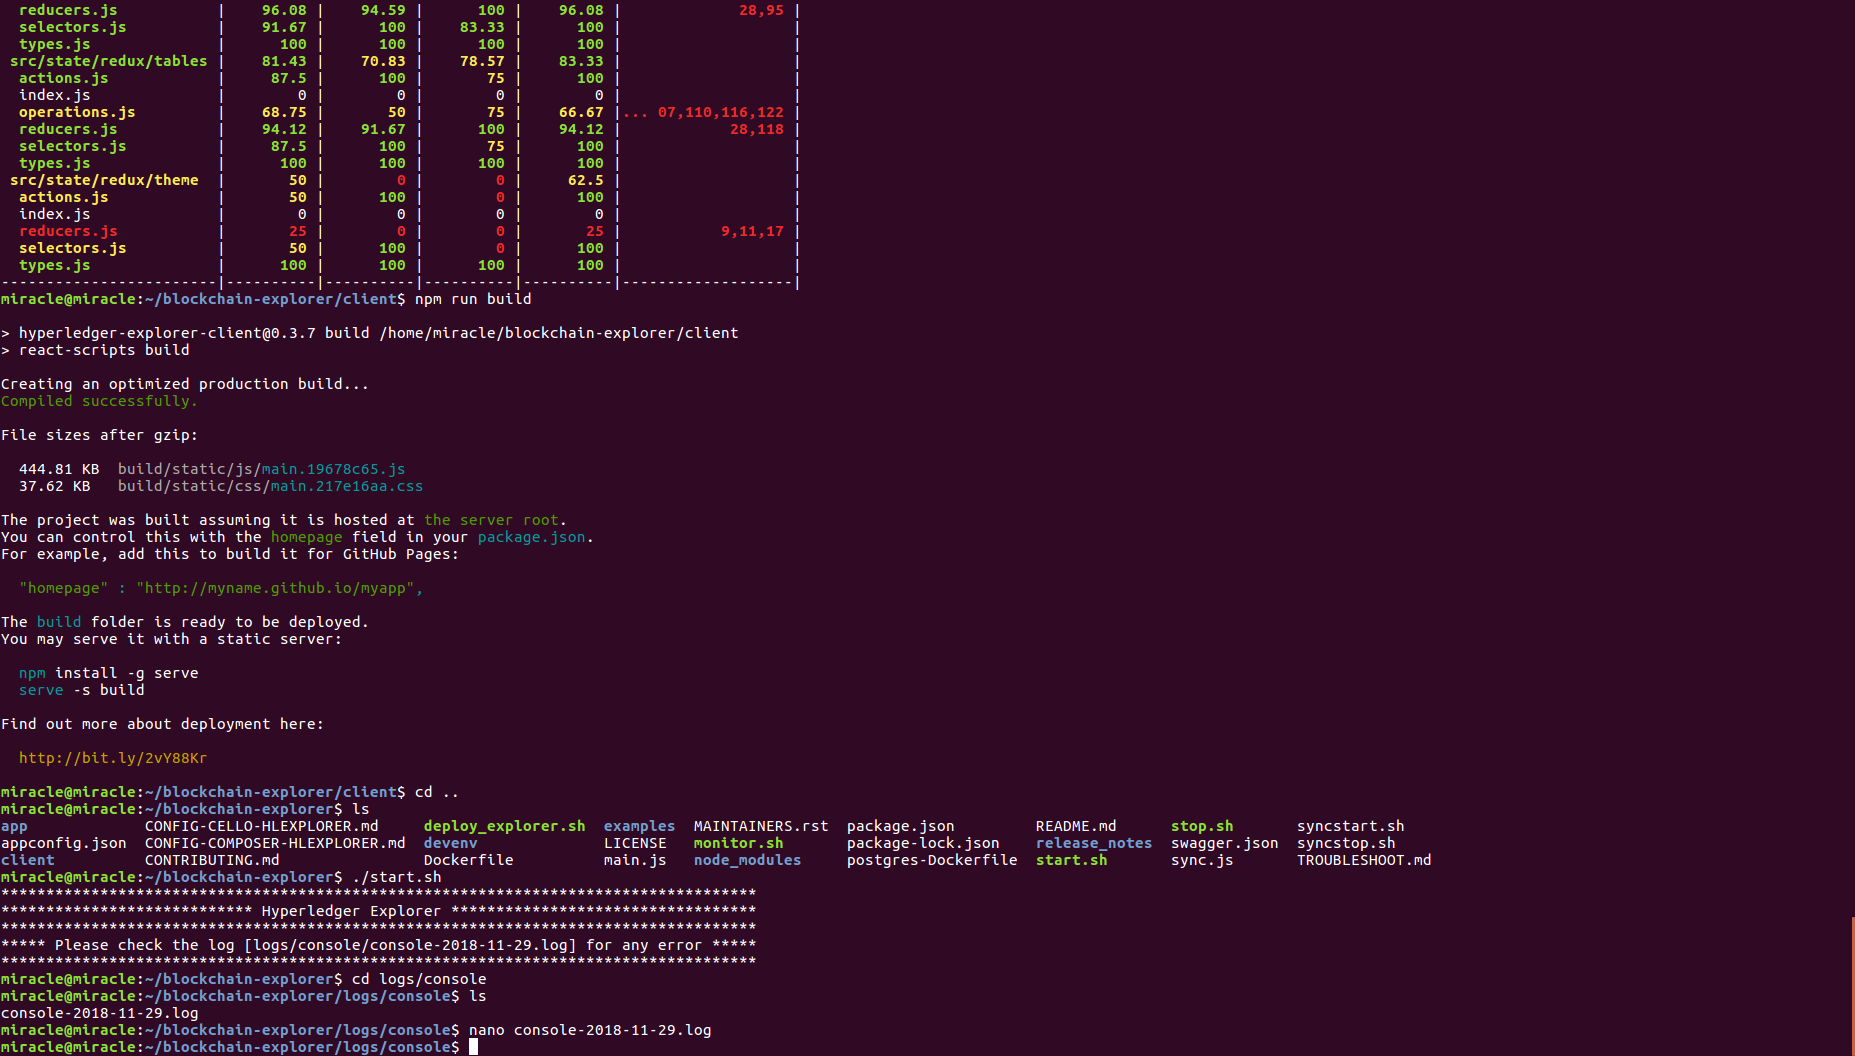 reducers.js | 96.08 | 94.59 | 100 | 96.08 | 28,95 |
selectors.js | 91.67 | 100 | 83.33 | 100 | |
types.js | 100 | 100 | 100 | 100 | |
src/state/redux/tables | 81.43 | 70.83 | 78.57 | 83.33 | |
actions.js | 87.5 | 100 | 75 | 100 | |
index.js | 0 | 0 | 0 | 0 | |
operations.js | 68.75 | 50 | 75 | 66.67 |... 07,110,116,122 |
reducers.js | 94.12 | 91.67 | 100 | 94.12 | 28,118 |
selectors.js | 87.5 | 100 | 75 | 100 | |
types.js | 100 | 100 | 100 | 100 | |
src/state/redux/theme | 50 | 0 | 0 | 62.5 | |
actions.js | 50 | 100 | 0 | 100 | |
index.js | 0 | 0 | 0 | 0 | |
reducers.js | 25 | 0 | 0 | 25 | 9,11,17 |
selectors.js | 50 | 100 | 0 | 100 | |
types.js | 100 | 100 | 100 | 100 | |
------------------------|----------|----------|----------|----------|-------------------|
miracle@miracle:~/blockchain-explorer/client$ npm run build
> hyperledger-explorer-client@0.3.7 build /home/miracle/blockchain-explorer/client
> react-scripts build
Creating an optimized production build...
Compiled successfully.
File sizes after gzip:
444.81 KB build/static/js/main.19678c65.js
37.62 KB build/static/css/main.217e16aa.css
The project was built assuming it is hosted at the server root.
You can control this with the homepage field in your package.json.
For example, add this to build it for GitHub Pages:
"homepage" : "http://myname.github.io/myapp",
The build folder is ready to be deployed.
You may serve it with a static server:
npm install -g serve
serve -s build
Find out more about deployment here:
http://bit.ly/2vY88Kr
miracle@miracle:~/blockchain-explorer/client$ cd ..
miracle@miracle:~/blockchain-explorer$ ls
app CONFIG-CELLO-HLEXPLORER.md deploy_explorer.sh examples MAINTAINERS.rst package.json README.md stop.sh syncstart.sh
appconfig.json CONFIG-COMPOSER-HLEXPLORER.md devenv LICENSE monitor.sh package-lock.json release_notes swagger.json syncstop.sh
client CONTRIBUTING.md Dockerfile main.js node_modules postgres-Dockerfile start.sh sync.js TROUBLESHOOT.md
miracle@miracle:~/blockchain-explorer$ ./start.sh
************************************************************************************
**************************** Hyperledger Explorer **********************************
************************************************************************************
***** Please check the log [logs/console/console-2018-11-29.log] for any error *****
************************************************************************************
miracle@miracle:~/blockchain-explorer$ cd logs/console
miracle@miracle:~/blockchain-explorer/logs/console$ ls
console-2018-11-29.log
miracle@miracle:~/blockchain-explorer/logs/console$ nano console-2018-11-29.log
miracle@miracle:~/blockchain-explorer/logs/console$